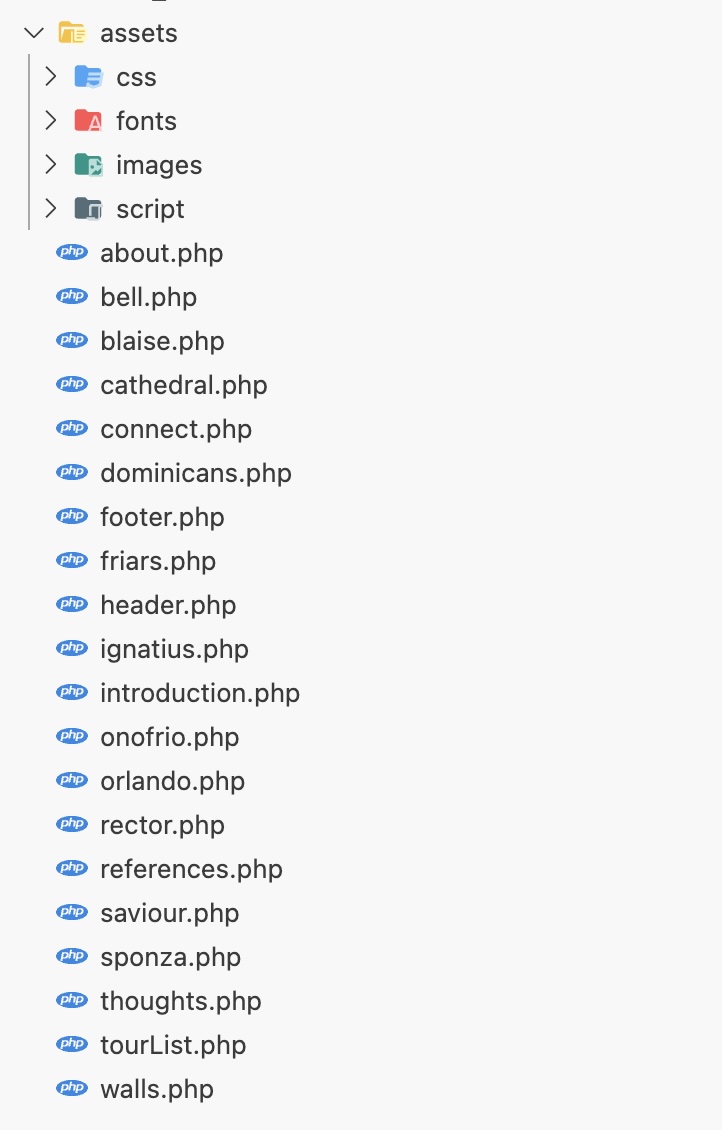 assets
css
fonts
images
script
php about.php
php bell.php
php blaise.php
php cathedral.php
php connect.php
php dominicans.php
php footer.php
php friars.php
php header.php
php ignatius.php
php introduction.php
php onofrio.php
php orlando.php
php rector.php
php references.php
php saviour.php
php sponza.php
php thoughts.php
php tourList.php
php walls.php